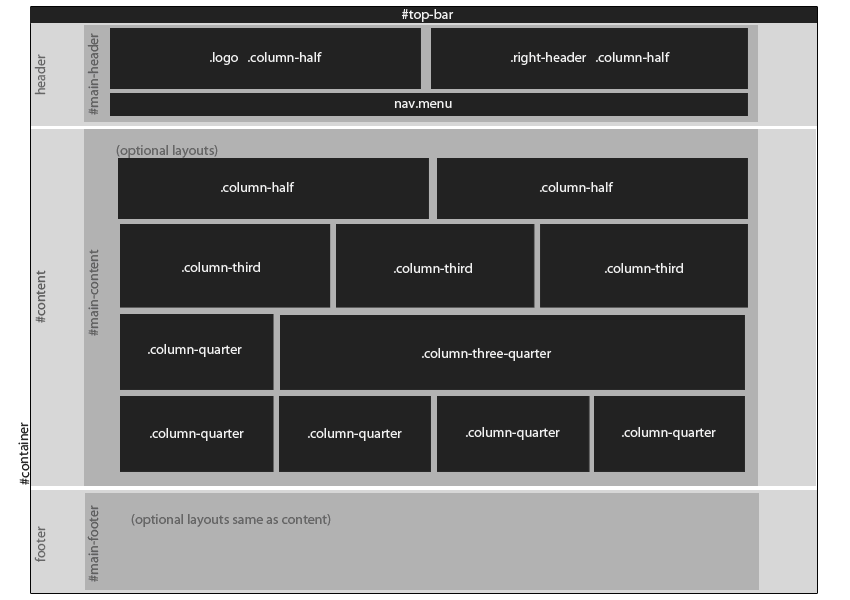 #top-bar
header
#main-header
.logo .column-half
.right-header .column-half
nav.menu
#container
#content
#main-content
(optional layouts)
.column-half
.column-half
.column-third
.column-third
.column-third
.column-quarter
.column-three-quarter
.column-quarter
.column-quarter
.column-quarter
.column-quarter
footer
#main-footer
(optional layouts same as content)